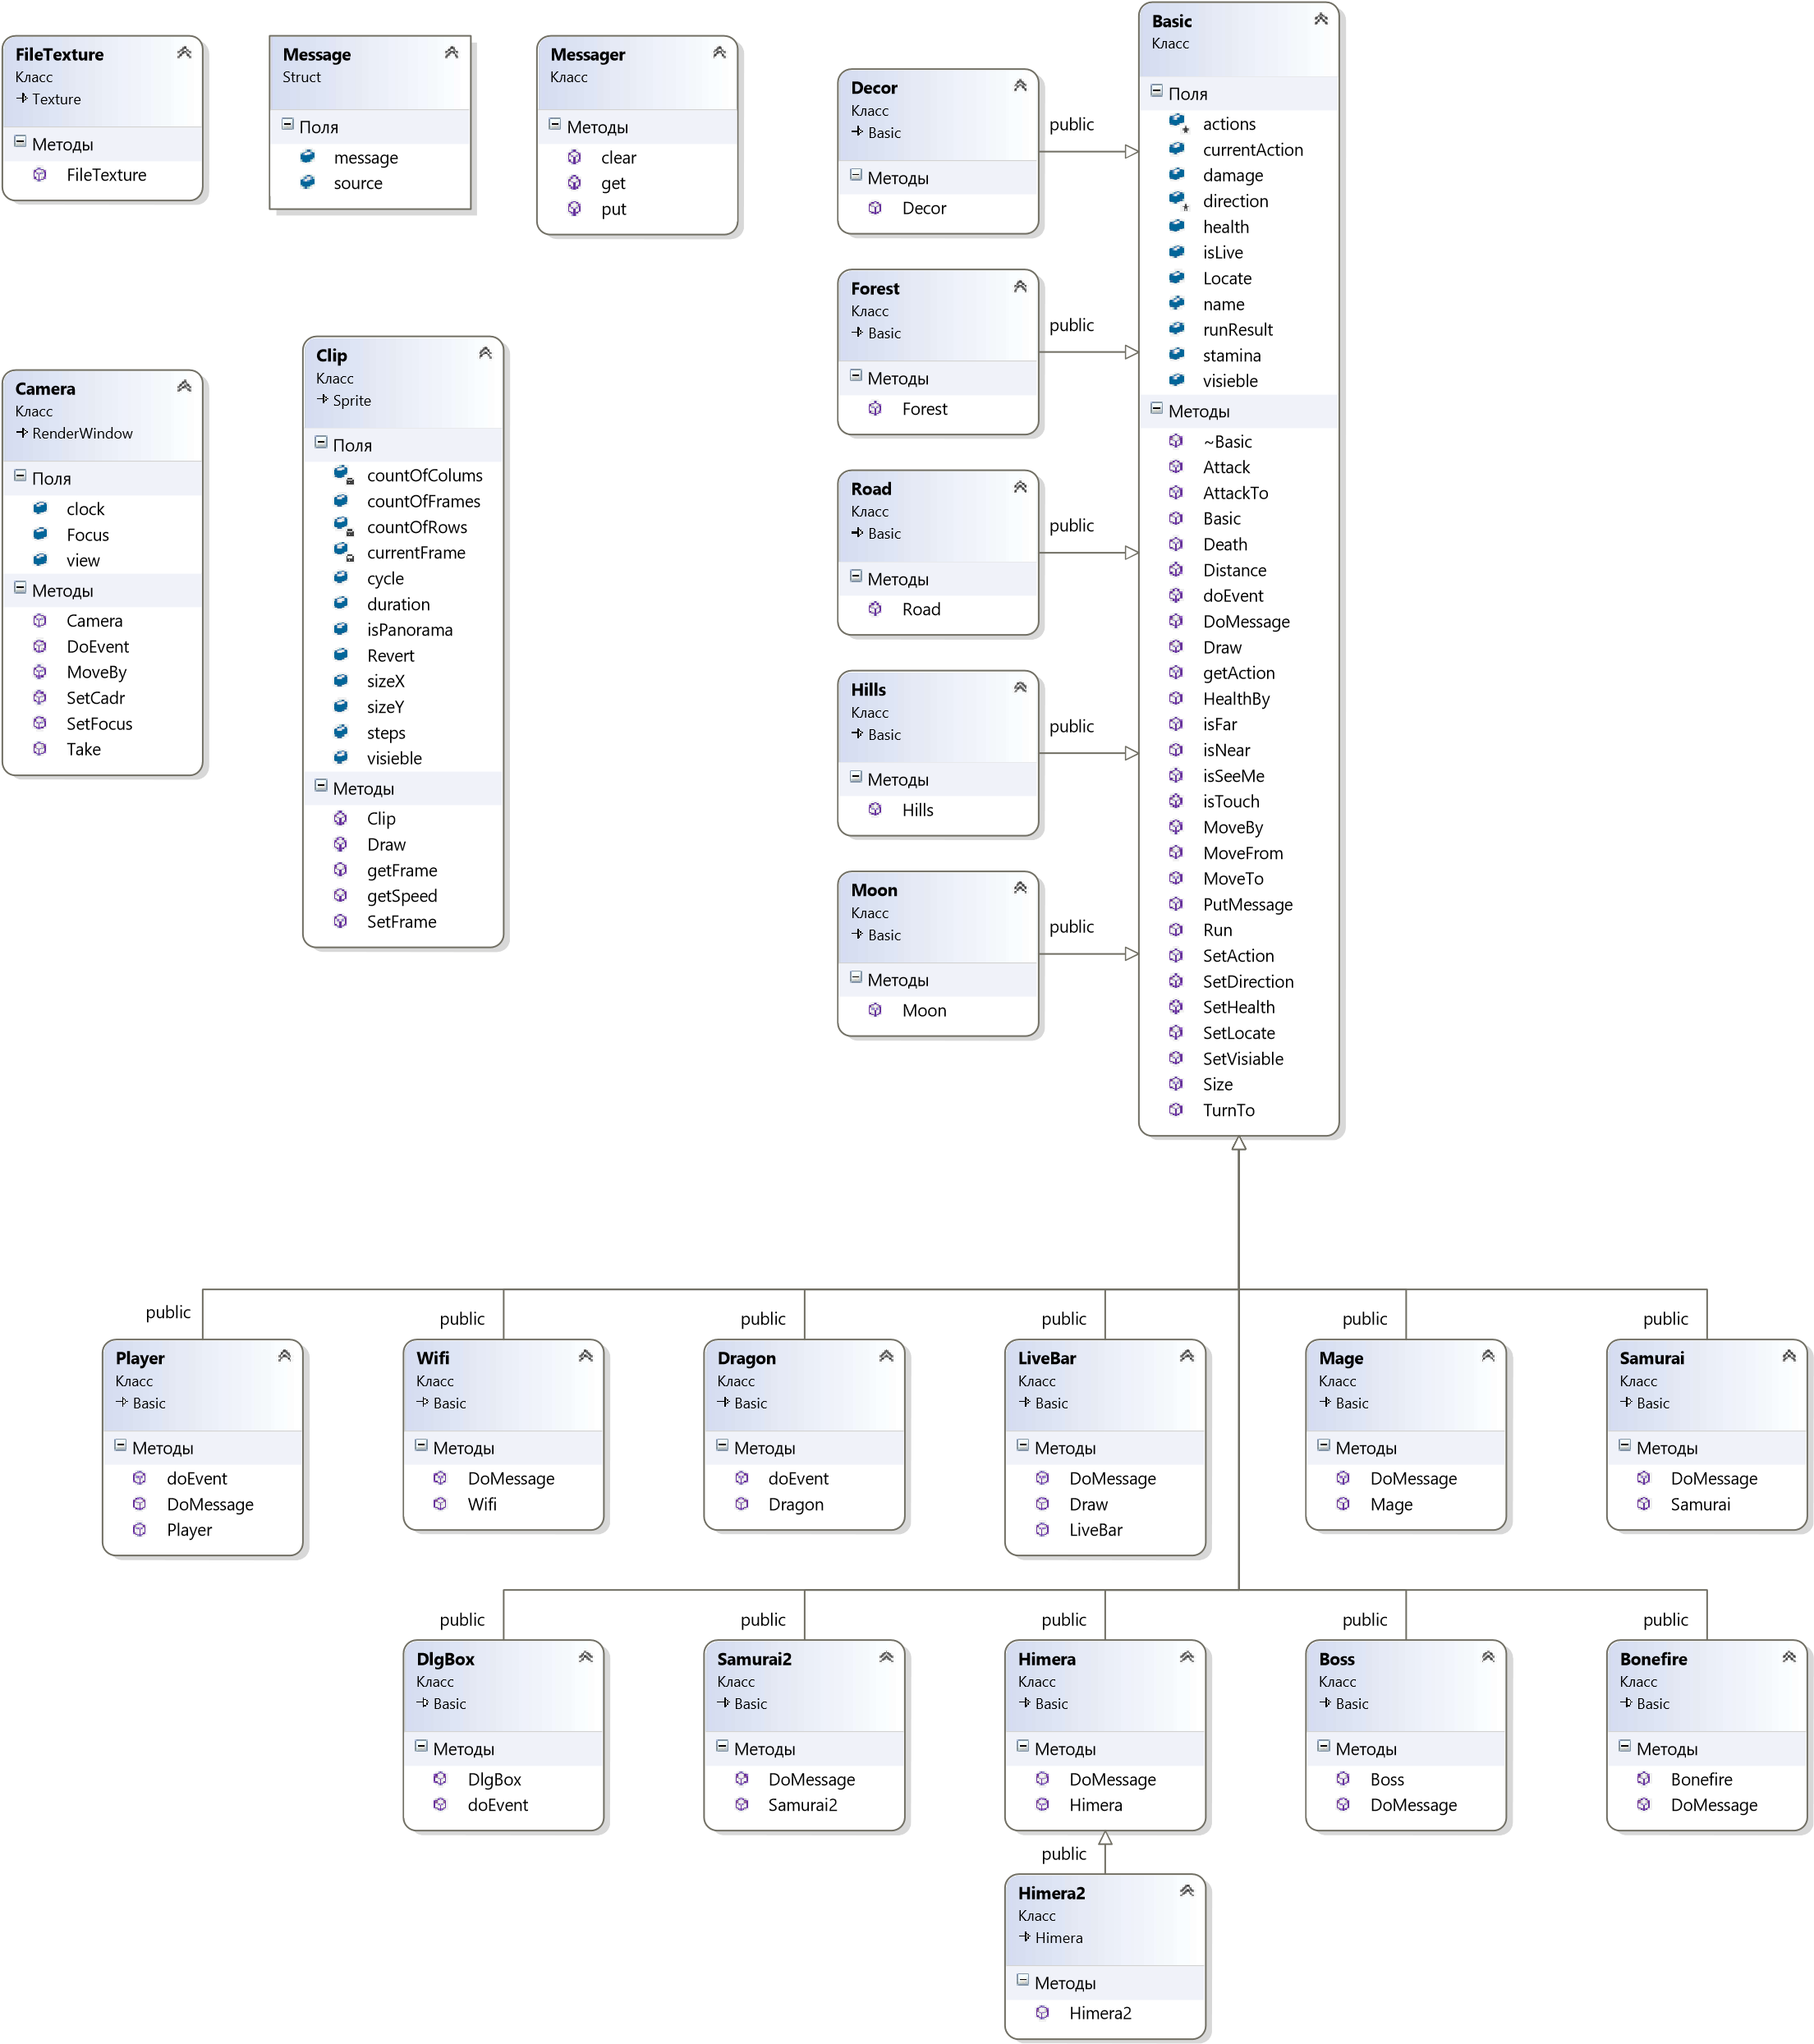 FileTexture
Класс
Texture
Методы
FileTexture
Message
Struct
Поля
message
source
Messager
Класс
Методы
clear
get
put
Camera
Класс
RenderWindow
Поля
clock
Focus
view
Методы
Camera
DoEvent
MoveBy
SetCadr
SetFocus
Take
Clip
Класс
Sprite
Поля
countOfColums
countOfFrames
countOfRows
currentFrame
cycle
duration
isPanorama
Revert
sizeX
sizeY
steps
visieble
Методы
Clip
Draw
getFrame
getSpeed
SetFrame
Decor
Класс
Basic
Методы
Decor
public
Forest
Класс
Basic
Методы
Forest
public
Road
Класс
Basic
Методы
Road
public
Hills
Класс
Basic
Методы
Hills
public
Moon
Класс
Basic
Методы
Moon
public
Basic
Класс
Поля
actions
currentAction
damage
direction
health
isLive
Locate
name
runResult
stamina
visieble
Методы
~Basic
Attack
AttackTo
Basic
Death
Distance
doEvent
DoMessage
Draw
getAction
HealthBy
isFar
isNear
isSeeMe
isTouch
MoveBy
MoveFrom
MoveTo
PutMessage
Run
SetAction
SetDirection
SetHealth
SetLocate
SetVisiable
Size
TurnTo
public
Player
Класс
Basic
Методы
doEvent
DoMessage
Player
public
Wifi
Класс
Basic
Методы
DoMessage
Wifi
public
Dragon
Класс
Basic
Методы
doEvent
Dragon
public
LiveBar
Класс
Basic
Методы
DoMessage
Draw
LiveBar
public
Mage
Класс
Basic
Методы
DoMessage
Mage
public
Samurai
Класс
Basic
Методы
DoMessage
Samurai
public
DlgBox
Класс
Basic
Методы
DlgBox
doEvent
public
Samurai2
Класс
Basic
Методы
DoMessage
Samurai2
public
Himera
Класс
Basic
Методы
DoMessage
Himera
public
Boss
Класс
Basic
Методы
Boss
DoMessage
public
Bonefire
Класс
Basic
Методы
Bonefire
DoMessage
public
Himera2
Класс
Himera
Методы
Himera2